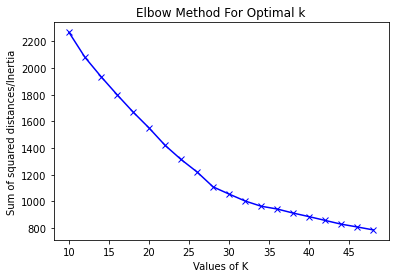 Elbow Method For Optimal k
Sum of squared distances/Inertia
2200
2000
1800
1600
1400
1200
1000
800
10 15 20 25 30 35 40 45
Values of K